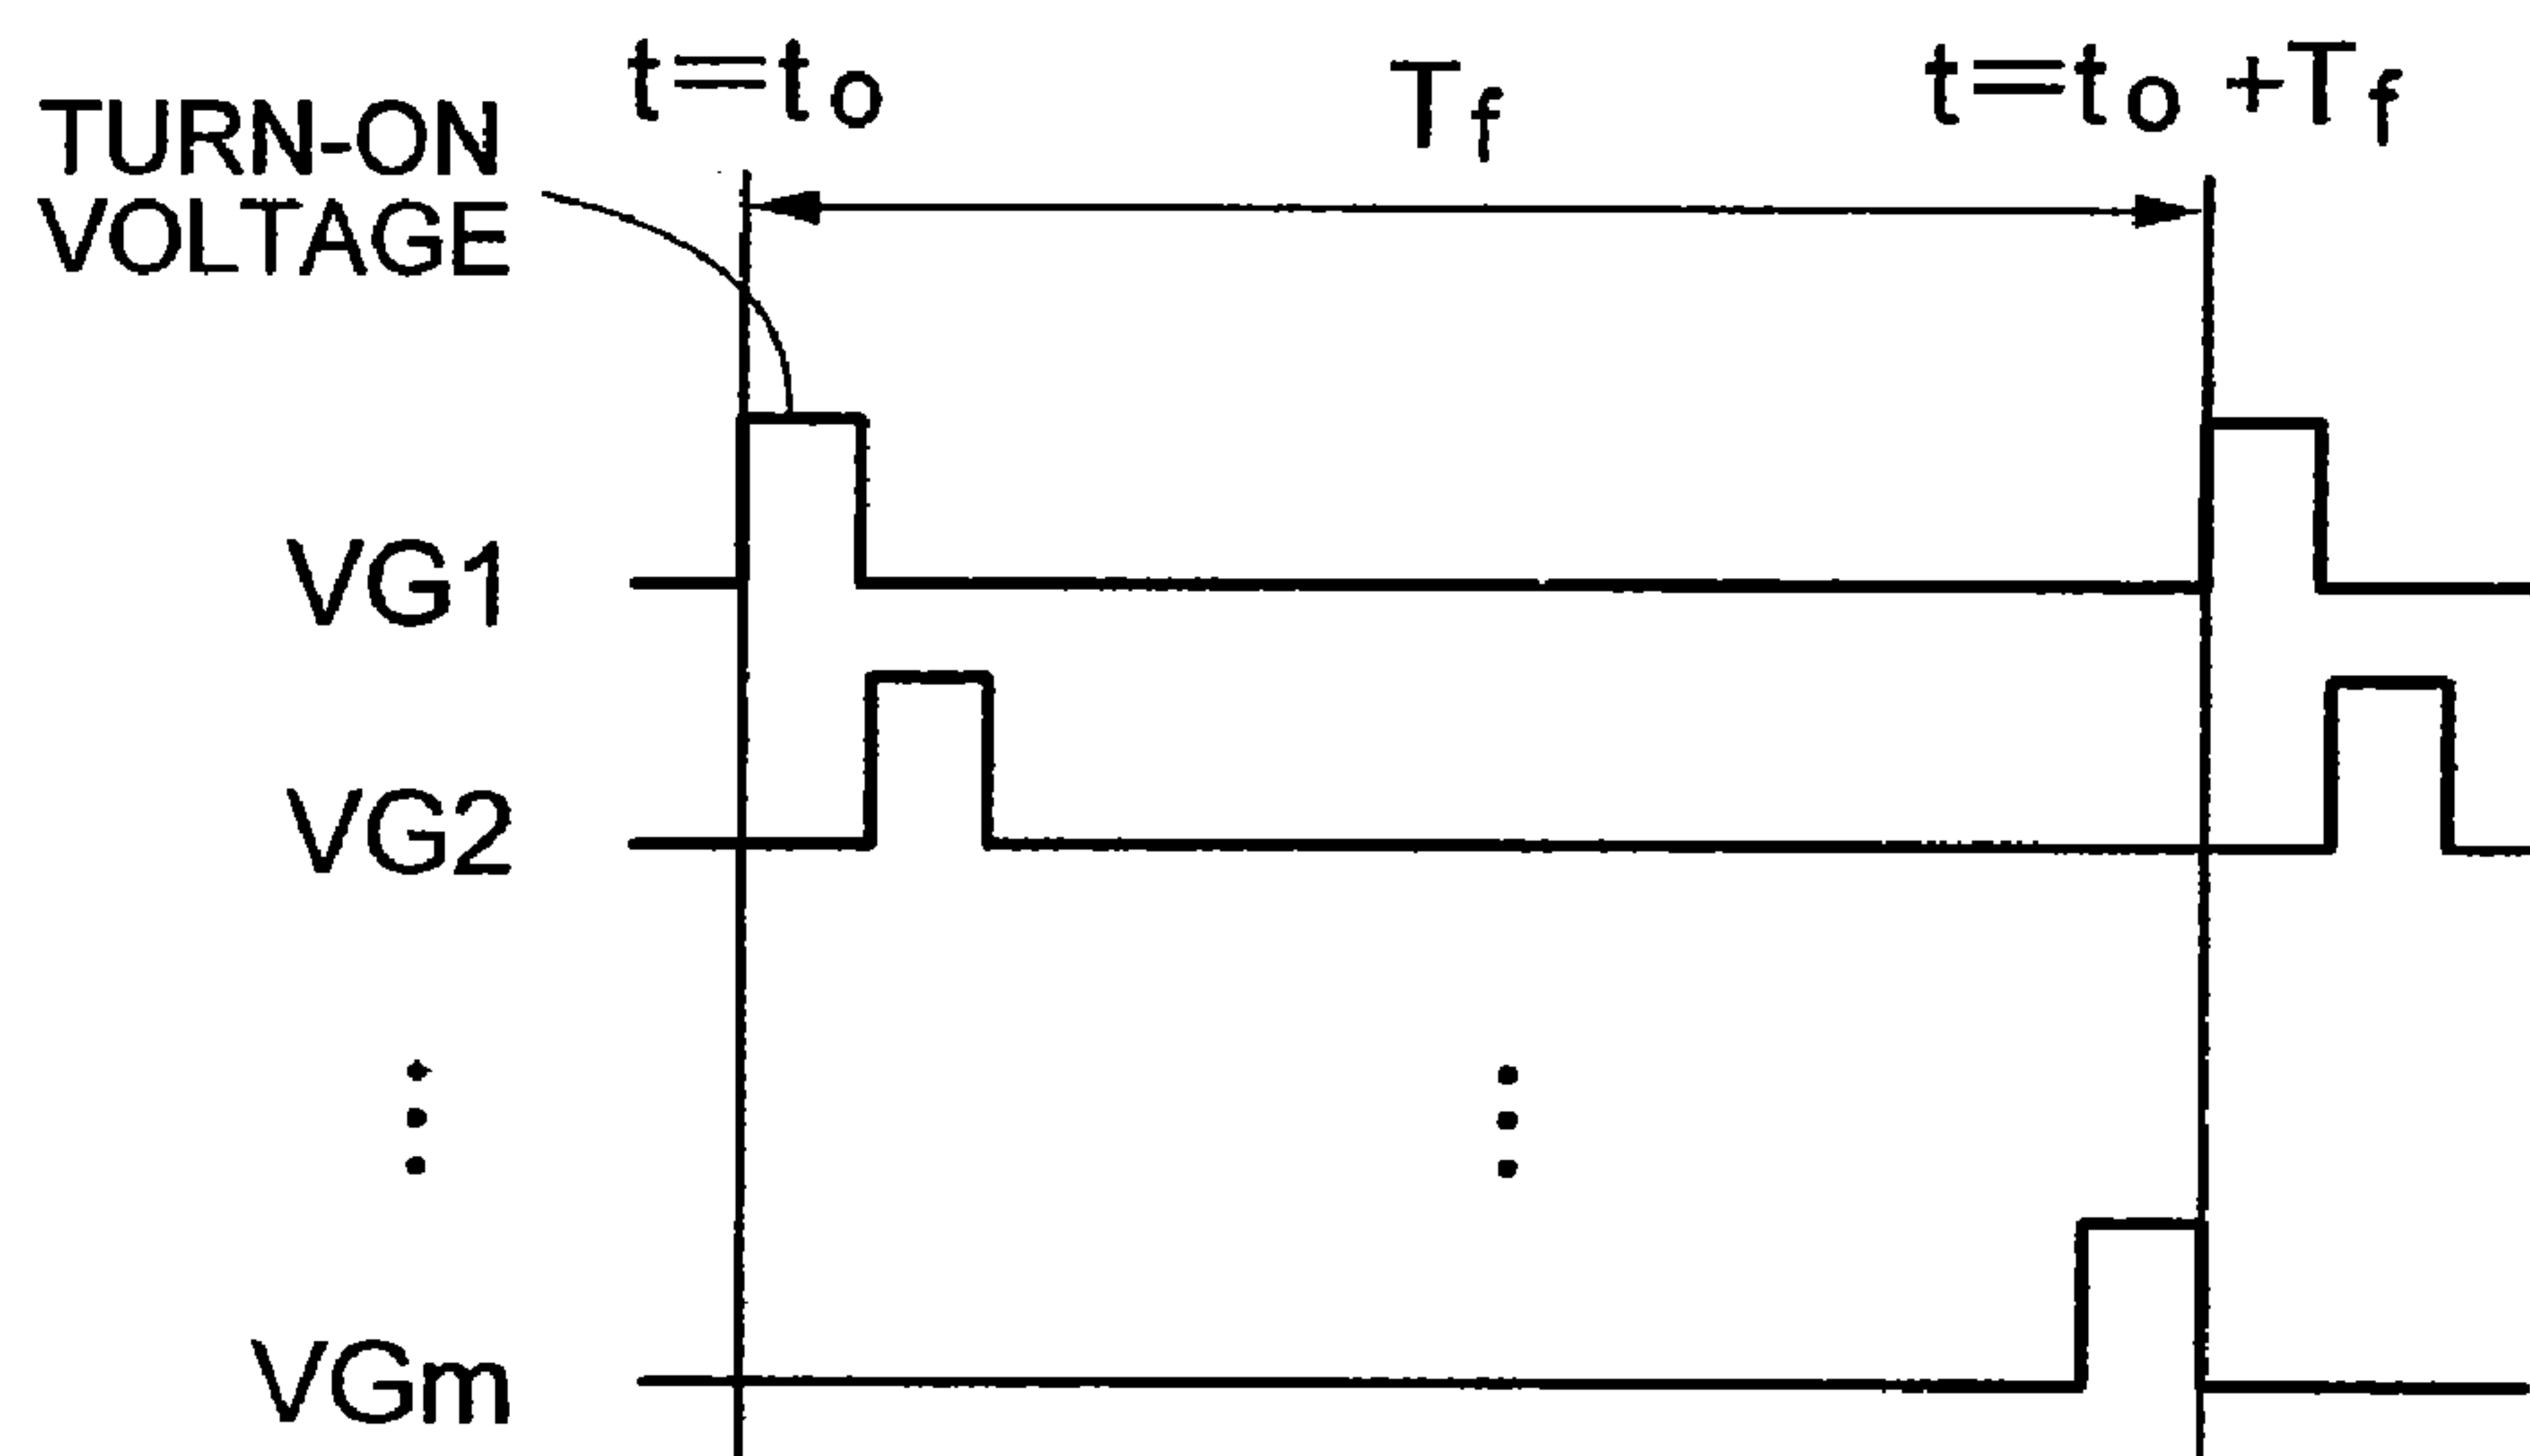 t=to Tf t=to +Tf
TURN-ON
VOLTAGE
VG1
VG2
VGm